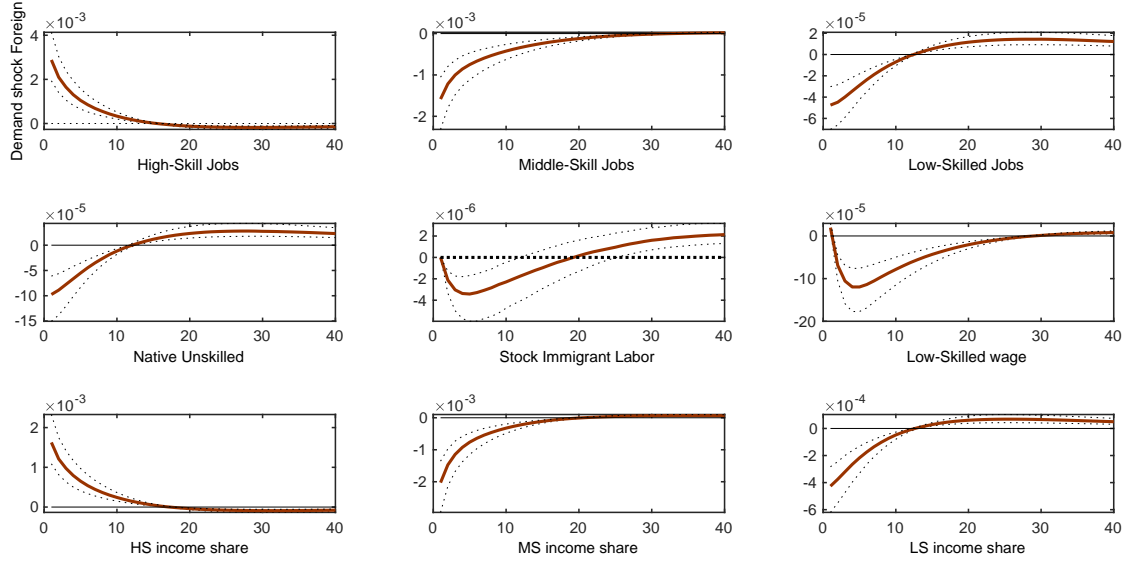 Demand shock Foreign
×10^-3
4
2
0
0 10 20 30 40
High-Skill Jobs
×10^-3
0
-1
-2
0 10 20 30 40
Middle-Skill Jobs
×10^-5
2
0
-2
-4
-6
0 10 20 30 40
Low-Skilled Jobs
×10^-5
0
-5
-10
-15
0 10 20 30 40
Native Unskilled
×10^-6
2
0
-2
-4
0 10 20 30 40
Stock Immigrant Labor
×10^-5
0
-10
-20
0 10 20 30 40
Low-Skilled wage
×10^-3
2
1
0
0 10 20 30 40
HS income share
×10^-3
0
-1
-2
0 10 20 30 40
MS income share
×10^-4
0
-2
-4
-6
0 10 20 30 40
LS income share